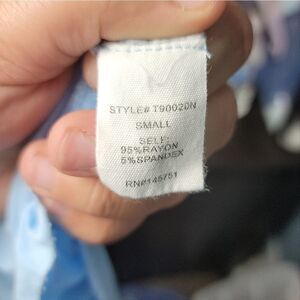 STYLE# T90020N
SMALL
SELF:
95%RAYON
5%SPANDEX
RN#145751